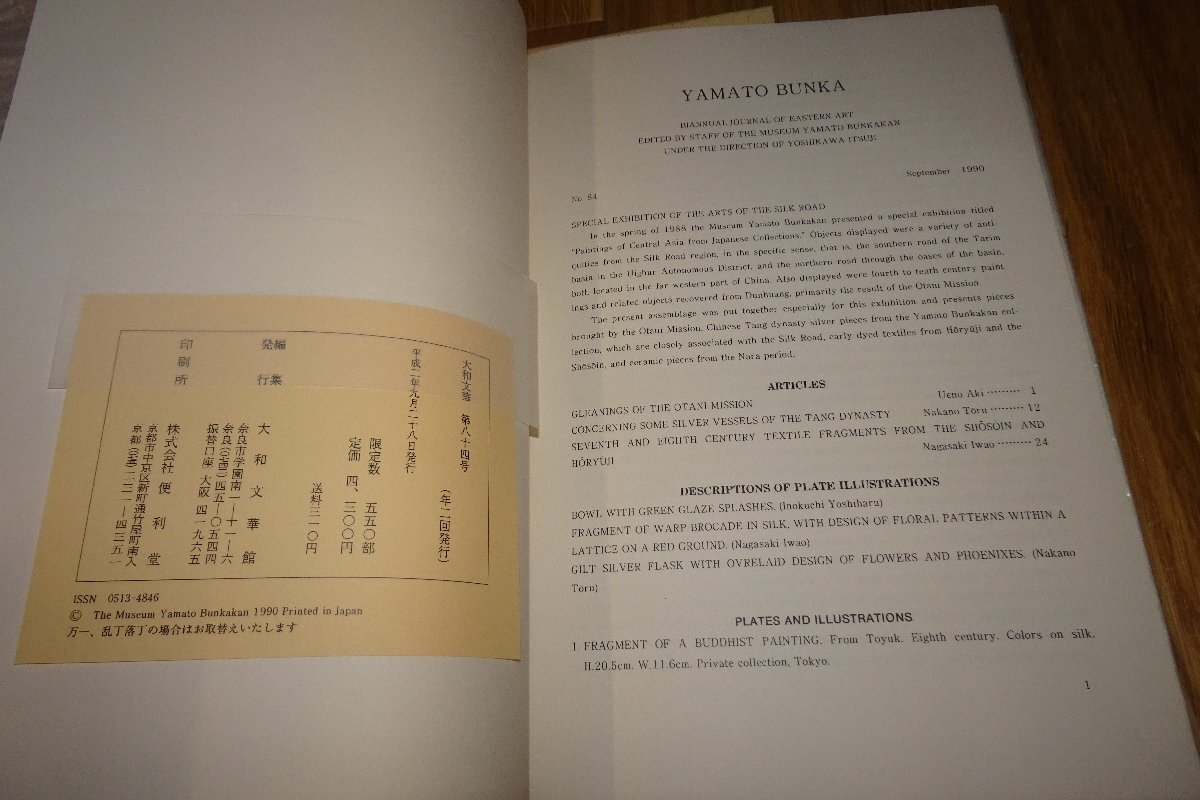 大和文華 第八十四号
平成二年九月二十八日発行
(年二回発行)
限定数 五五〇部
定価 四、三〇〇円
送料三一〇円
編集
発行
大和文華館
奈良市学園南一―十一―六
奈良(〇七四二)四五―〇五四四
振替口座 大阪 四一九六五
印刷所
株式会社 便利堂
京都市中京区新町通竹屋町南入
京都(〇七五)二三一―四三五一
ISSN 0513-4846
© The Museum Yamato Bunkakan 1990 Printed in Japan
万一、乱丁落丁の場合はお取替えいたします
YAMATO BUNKA
BIANNUAL JOURNAL OF EASTERN ART
EDITED BY STAFF OF THE MUSEUM YAMATO BUNKAKAN
UNDER THE DIRECTION OF YOSHIKAWA ITSUJI
No. 84
September 1990
SPECIAL EXHIBITION OF THE ARTS OF THE SILK ROAD
In the spring of 1988 the Museum Yamato Bunkakan presented a special exhibition titled
"Paintings of Central Asia from Japanese Collections." Objects displayed were a variety of anti-
quities from the Silk Road region, in the specific sense, that is, the southern road of the Tarim
basin in the Uighur Autonomous District, and the northern road through the oases of the basin,
both located in the far western part of China. Also displayed were fourth to tenth century paint-
ings and related objects recovered from Dunhuang, primarily the result of the Otani Mission.
The present assemblage was put together especially for this exhibition and presents pieces
brought by the Otani Mission, Chinese Tang dynasty silver pieces from the Yamato Bunkakan col-
lection, which are closely associated with the Silk Road, early dyed textiles from Hōryūji and the
Shōsōin, and ceramic pieces from the Nara period.
ARTICLES
GLEANINGS OF THE OTANI MISSION Ueno Aki ········· 1
CONCERNING SOME SILVER VESSELS OF THE TANG DYNASTY Nakano Tōru ········· 12
SEVENTH AND EIGHTH CENTURY TEXTILE FRAGMENTS FROM THE SHŌSŌIN AND
HŌRYŪJI Nagasaki Iwao ········· 24
DESCRIPTIONS OF PLATE ILLUSTRATIONS
BOWL WITH GREEN GLAZE SPLASHES. (Inokuchi Yoshiharu)
FRAGMENT OF WARP BROCADE IN SILK, WITH DESIGN OF FLORAL PATTERNS WITHIN A
LATTICE ON A RED GROUND. (Nagasaki Iwao)
GILT SILVER FLASK WITH OVRELAID DESIGN OF FLOWERS AND PHOENIXES. (Nakano
Tōru)
PLATES AND ILLUSTRATIONS
1. FRAGMENT OF A BUDDHIST PAINTING. From Toyuk. Eighth century. Colors on silk.
H.20.5cm. W.11.6cm. Private collection, Tokyo.
1